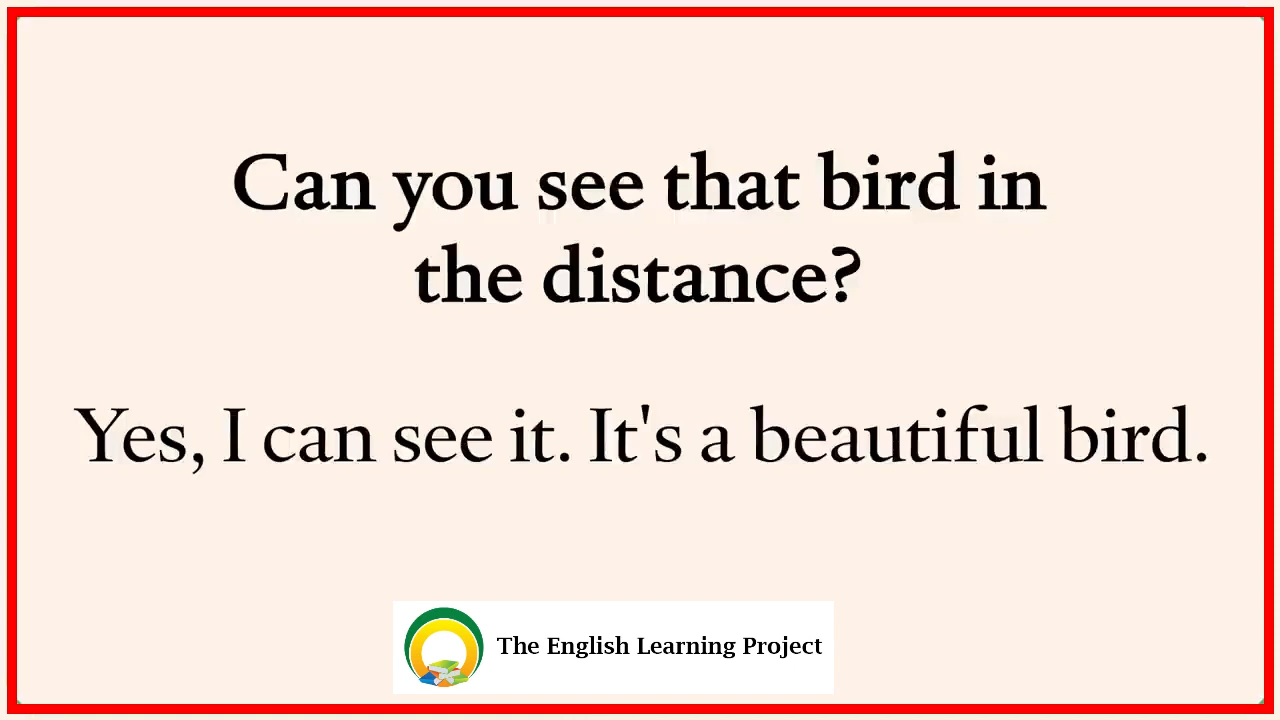 Can you see that bird in
the distance?
Yes, I can see it. It's a beautiful bird.
The English Learning Project